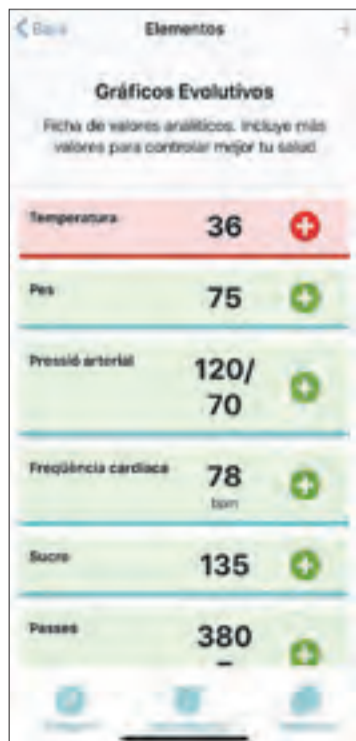 Back
Elementos
Gráficos Evolutivos
Ficha de valores analíticos. Incluye más
valores para controlar mejor tu salud
Temperatura
36
Pes
75
Pressió arterial
120/
70
Freqüència cardíaca
78
bpm
Sucre
135
Passes
380